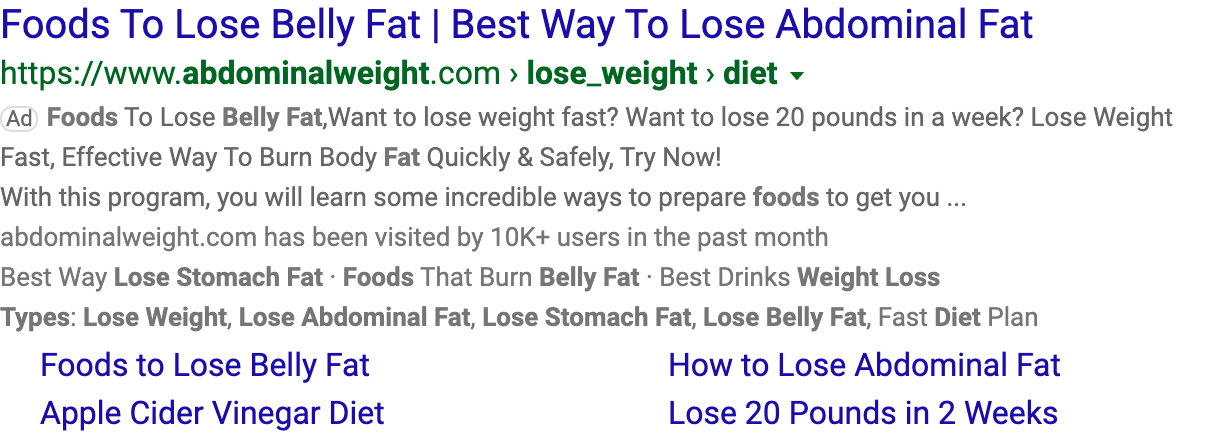 Foods To Lose Belly Fat | Best Way To Lose Abdominal Fat
https://www.abdominalweight.com › lose_weight › diet
Ad Foods To Lose Belly Fat,Want to lose weight fast? Want to lose 20 pounds in a week? Lose Weight
Fast, Effective Way To Burn Body Fat Quickly & Safely, Try Now!
With this program, you will learn some incredible ways to prepare foods to get you ...
abdominalweight.com has been visited by 10K+ users in the past month
Best Way Lose Stomach Fat · Foods That Burn Belly Fat · Best Drinks Weight Loss
Types: Lose Weight, Lose Abdominal Fat, Lose Stomach Fat, Lose Belly Fat, Fast Diet Plan
Foods to Lose Belly Fat How to Lose Abdominal Fat
Apple Cider Vinegar Diet Lose 20 Pounds in 2 Weeks